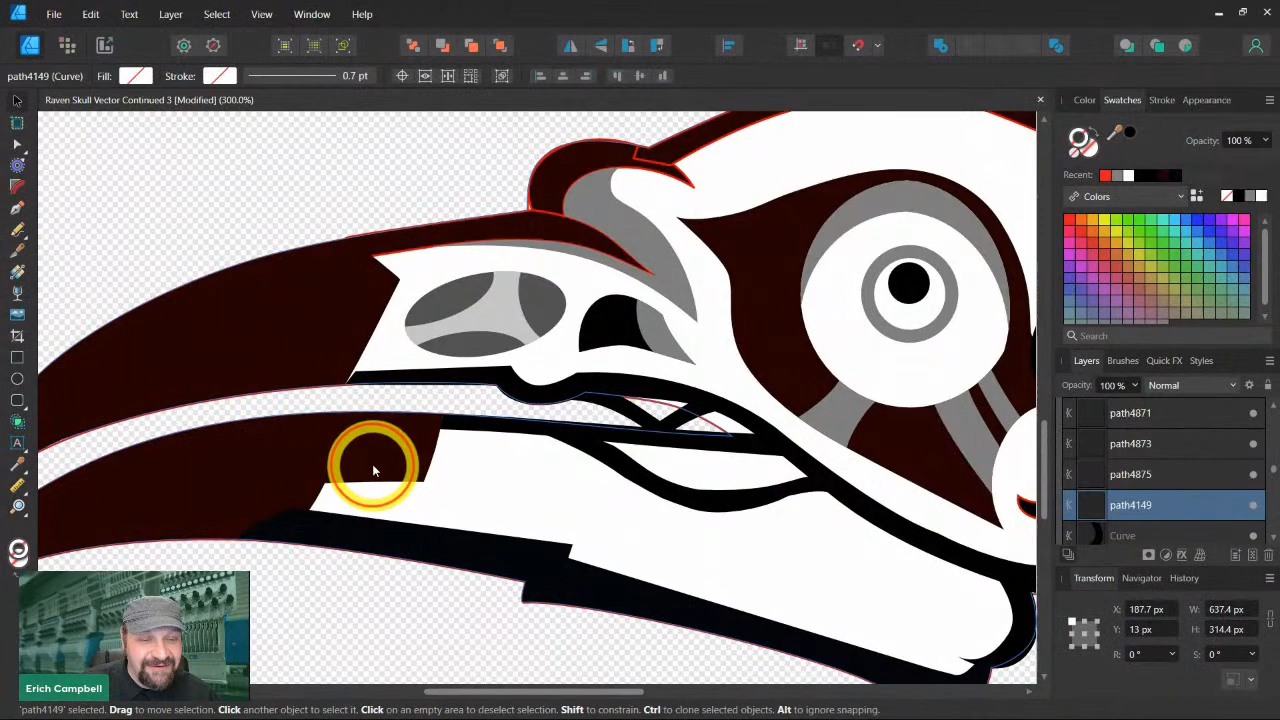 File Edit Text Layer Select View Window Help
path4149 (Curve) Fill: Stroke: 0.7 pt
Raven Skull Vector Continued 3 [Modified] (300.0%)
Color Swatches Stroke Appearance
Opacity: 100 %
Recent:
Colors
Search
Layers Brushes Quick FX Styles
Opacity: 100 % Normal
path4871
path4873
path4875
path4149
Curve
Transform Navigator History
X: 187.7 px W: 637.4 px
Y: 13 px H: 314.4 px
R: 0 ° S: 0 °
Erich Campbell
'path4149' selected. Drag to move selection. Click another object to select it. Click on an empty area to deselect selection. Shift to constrain. Ctrl to clone selected objects. Alt to ignore snapping.